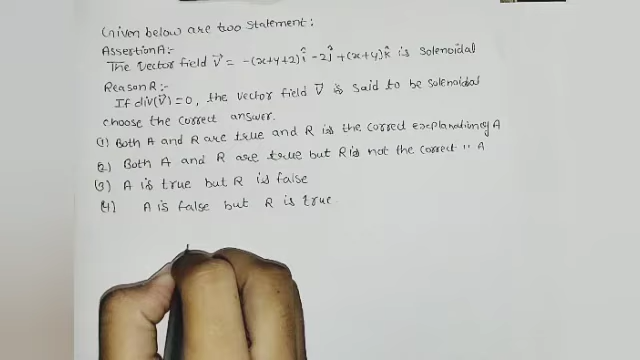 Given below are two statement:
Assertion A:-
The vector field V⃗ = -(x+y+2)î - 2ĵ + (x+y)k̂ is solenoidal
Reason R:-
If div(V⃗)=0, the vector field V⃗ is said to be solenoidal
choose the correct answer.
(1) Both A and R are true and R is the correct explanation of A
(2) Both A and R are true but R is not the correct " A
(3) A is true but R is false
(4) A is false but R is true.